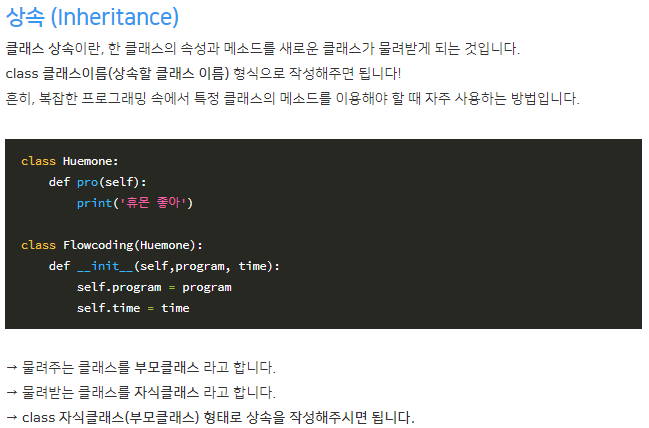 상속 (Inheritance)
클래스 상속이란, 한 클래스의 속성과 메소드를 새로운 클래스가 물려받게 되는 것입니다.
class 클래스이름(상속할 클래스 이름) 형식으로 작성해주면 됩니다!
흔히, 복잡한 프로그래밍 속에서 특정 클래스의 메소드를 이용해야 할 때 자주 사용하는 방법입니다.
class Huemone:
    def pro(self):
        print('휴몬 좋아')
class Flowcoding(Huemone):
    def __init__(self,program, time):
        self.program = program
        self.time = time
→ 물려주는 클래스를 부모클래스 라고 합니다.
→ 물려받는 클래스를 자식클래스 라고 합니다.
→ class 자식클래스(부모클래스) 형태로 상속을 작성해주시면 됩니다.